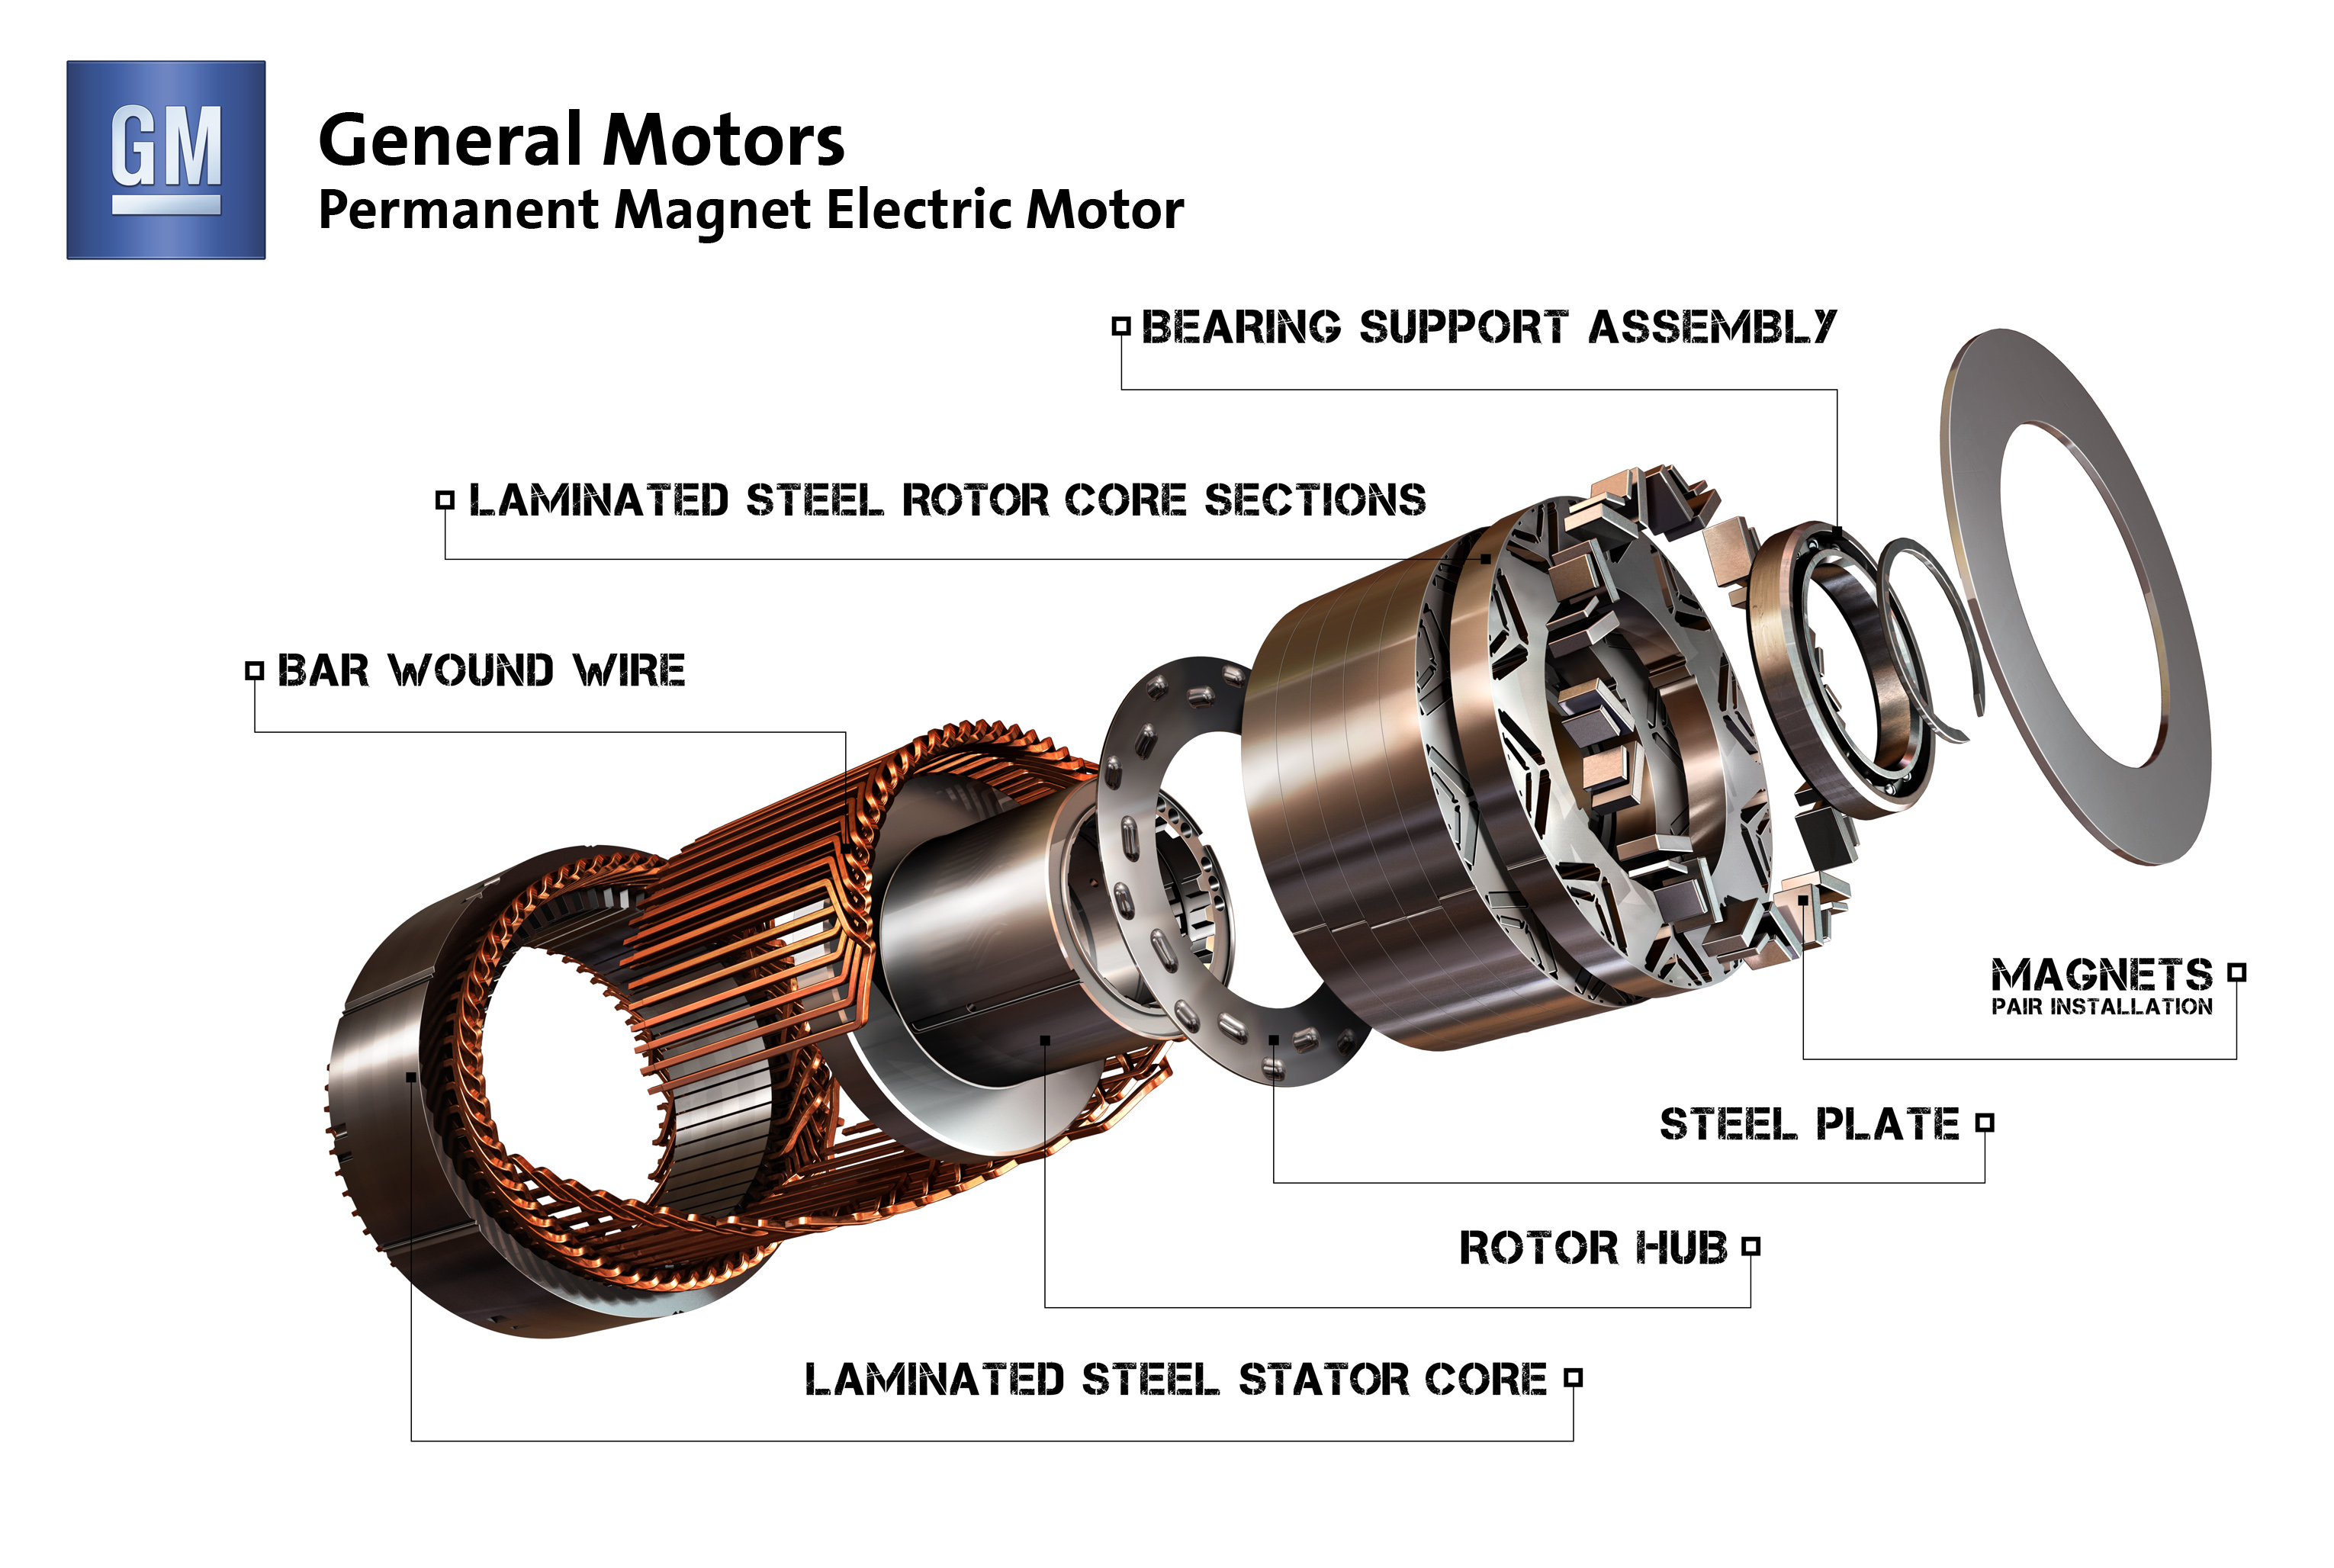 GM
General Motors
Permanent Magnet Electric Motor
BEARING SUPPORT ASSEMBLY
LAMINATED STEEL ROTOR CORE SECTIONS
BAR WOUND WIRE
MAGNETS
PAIR INSTALLATION
STEEL PLATE
ROTOR HUB
LAMINATED STEEL STATOR CORE